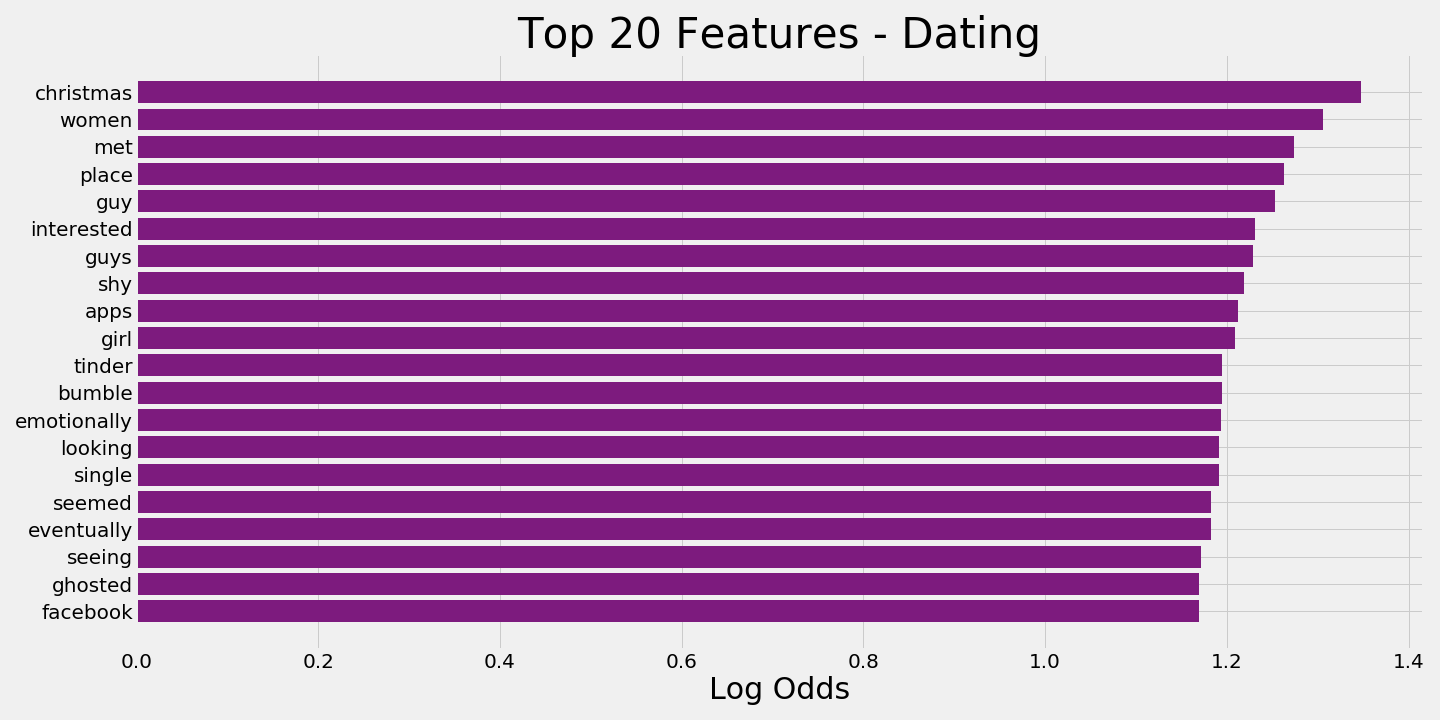 Top 20 Features - Dating
christmas
women
met
place
guy
interested
guys
shy
apps
girl
tinder
bumble
emotionally
looking
single
seemed
eventually
seeing
ghosted
facebook
0.0 0.2 0.4 0.6 0.8 1.0 1.2 1.4
Log Odds